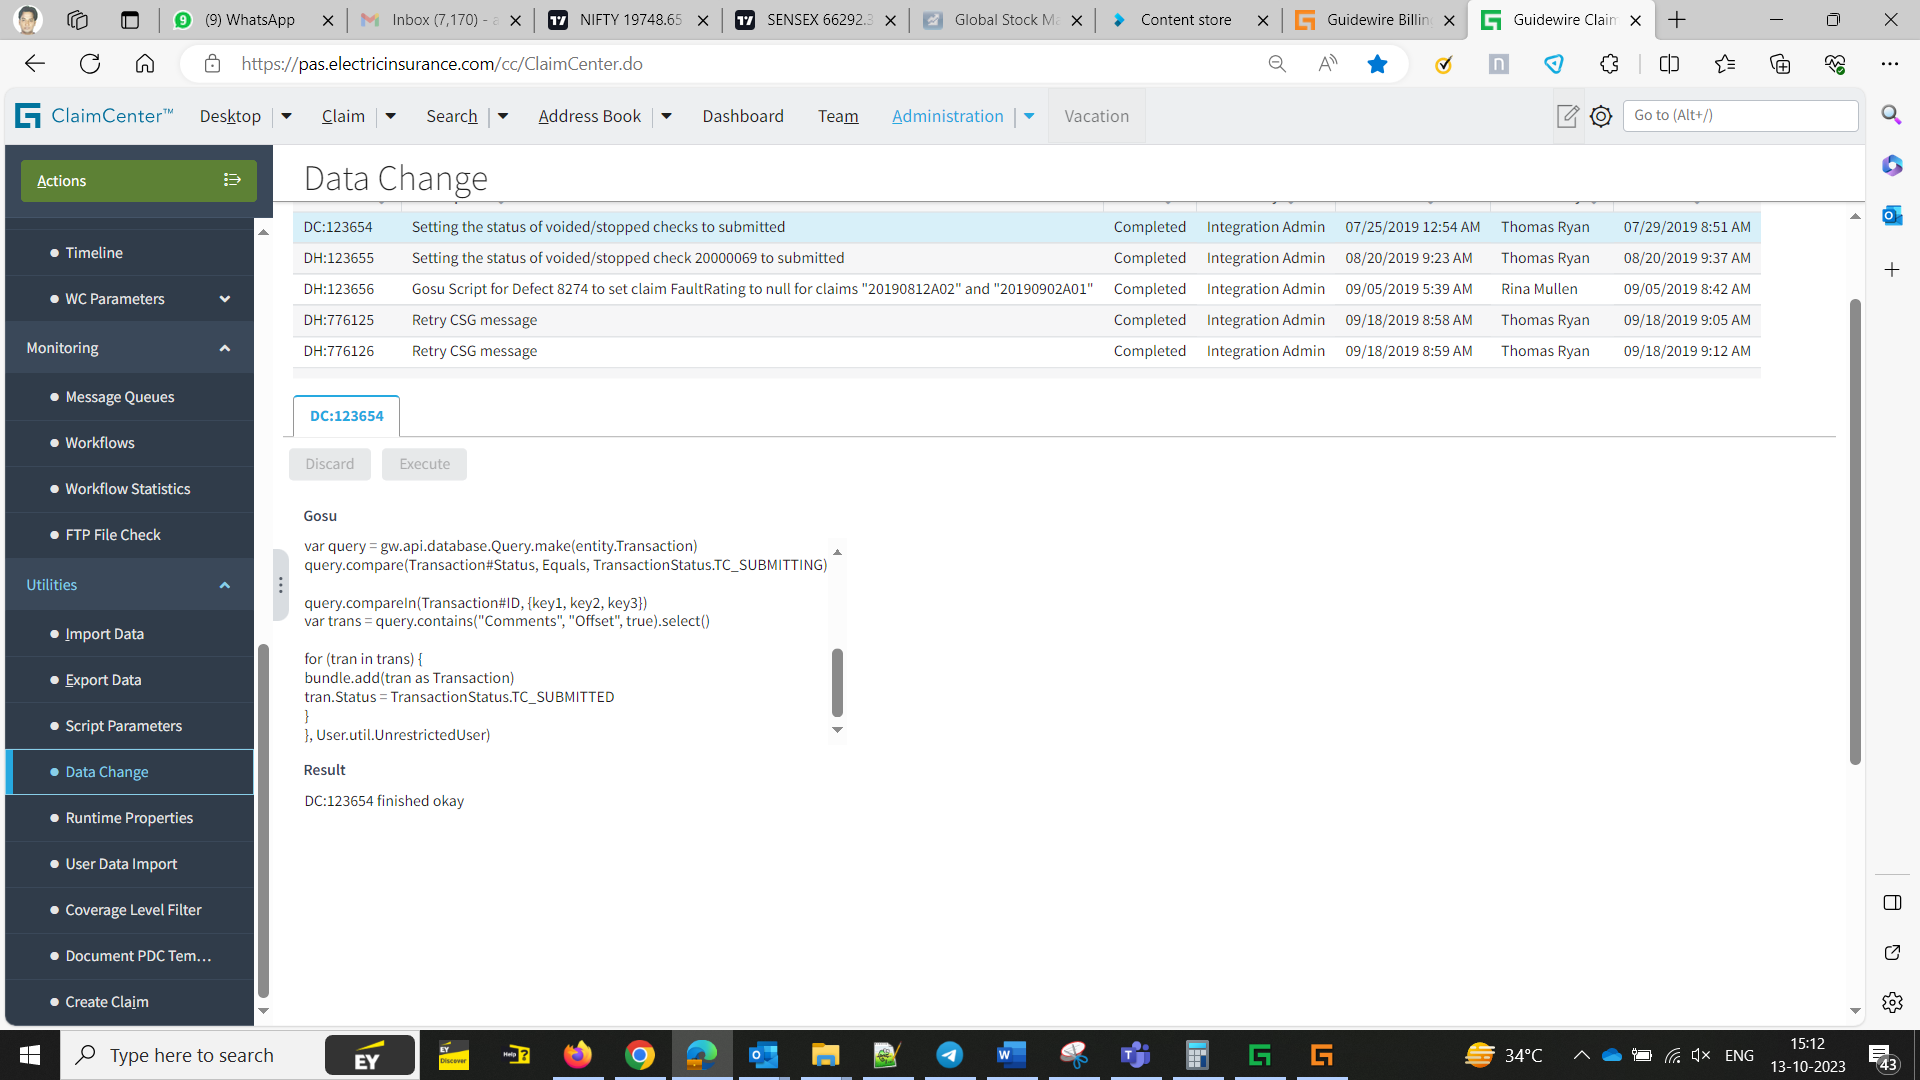 (9) WhatsApp
Inbox (7,170) - a
NIFTY 19748.65
SENSEX 66292.3
Global Stock Ma
Content store
Guidewire Billin
Guidewire Claim
https://pas.electricinsurance.com/cc/ClaimCenter.do
ClaimCenter™
Desktop
Claim
Search
Address Book
Dashboard
Team
Administration
Vacation
Go to (Alt+/)
Actions
Timeline
WC Parameters
Monitoring
Message Queues
Workflows
Workflow Statistics
FTP File Check
Utilities
Import Data
Export Data
Script Parameters
Data Change
Runtime Properties
User Data Import
Coverage Level Filter
Document PDC Tem...
Create Claim
Data Change
DC:123654 Setting the status of voided/stopped checks to submitted Completed Integration Admin 07/25/2019 12:54 AM Thomas Ryan 07/29/2019 8:51 AM
DH:123655 Setting the status of voided/stopped check 20000069 to submitted Completed Integration Admin 08/20/2019 9:23 AM Thomas Ryan 08/20/2019 9:37 AM
DH:123656 Gosu Script for Defect 8274 to set claim FaultRating to null for claims "20190812A02" and "20190902A01" Completed Integration Admin 09/05/2019 5:39 AM Rina Mullen 09/05/2019 8:42 AM
DH:776125 Retry CSG message Completed Integration Admin 09/18/2019 8:58 AM Thomas Ryan 09/18/2019 9:05 AM
DH:776126 Retry CSG message Completed Integration Admin 09/18/2019 8:59 AM Thomas Ryan 09/18/2019 9:12 AM
DC:123654
Discard
Execute
Gosu
var query = gw.api.database.Query.make(entity.Transaction)
query.compare(Transaction#Status, Equals, TransactionStatus.TC_SUBMITTING)
query.compareIn(Transaction#ID, {key1, key2, key3})
var trans = query.contains("Comments", "Offset", true).select()
for (tran in trans) {
bundle.add(tran as Transaction)
tran.Status = TransactionStatus.TC_SUBMITTED
}
}, User.util.UnrestrictedUser)
Result
DC:123654 finished okay
Type here to search
EY
EY
Discover
Help ?
34°C
ENG
15:12
13-10-2023
43